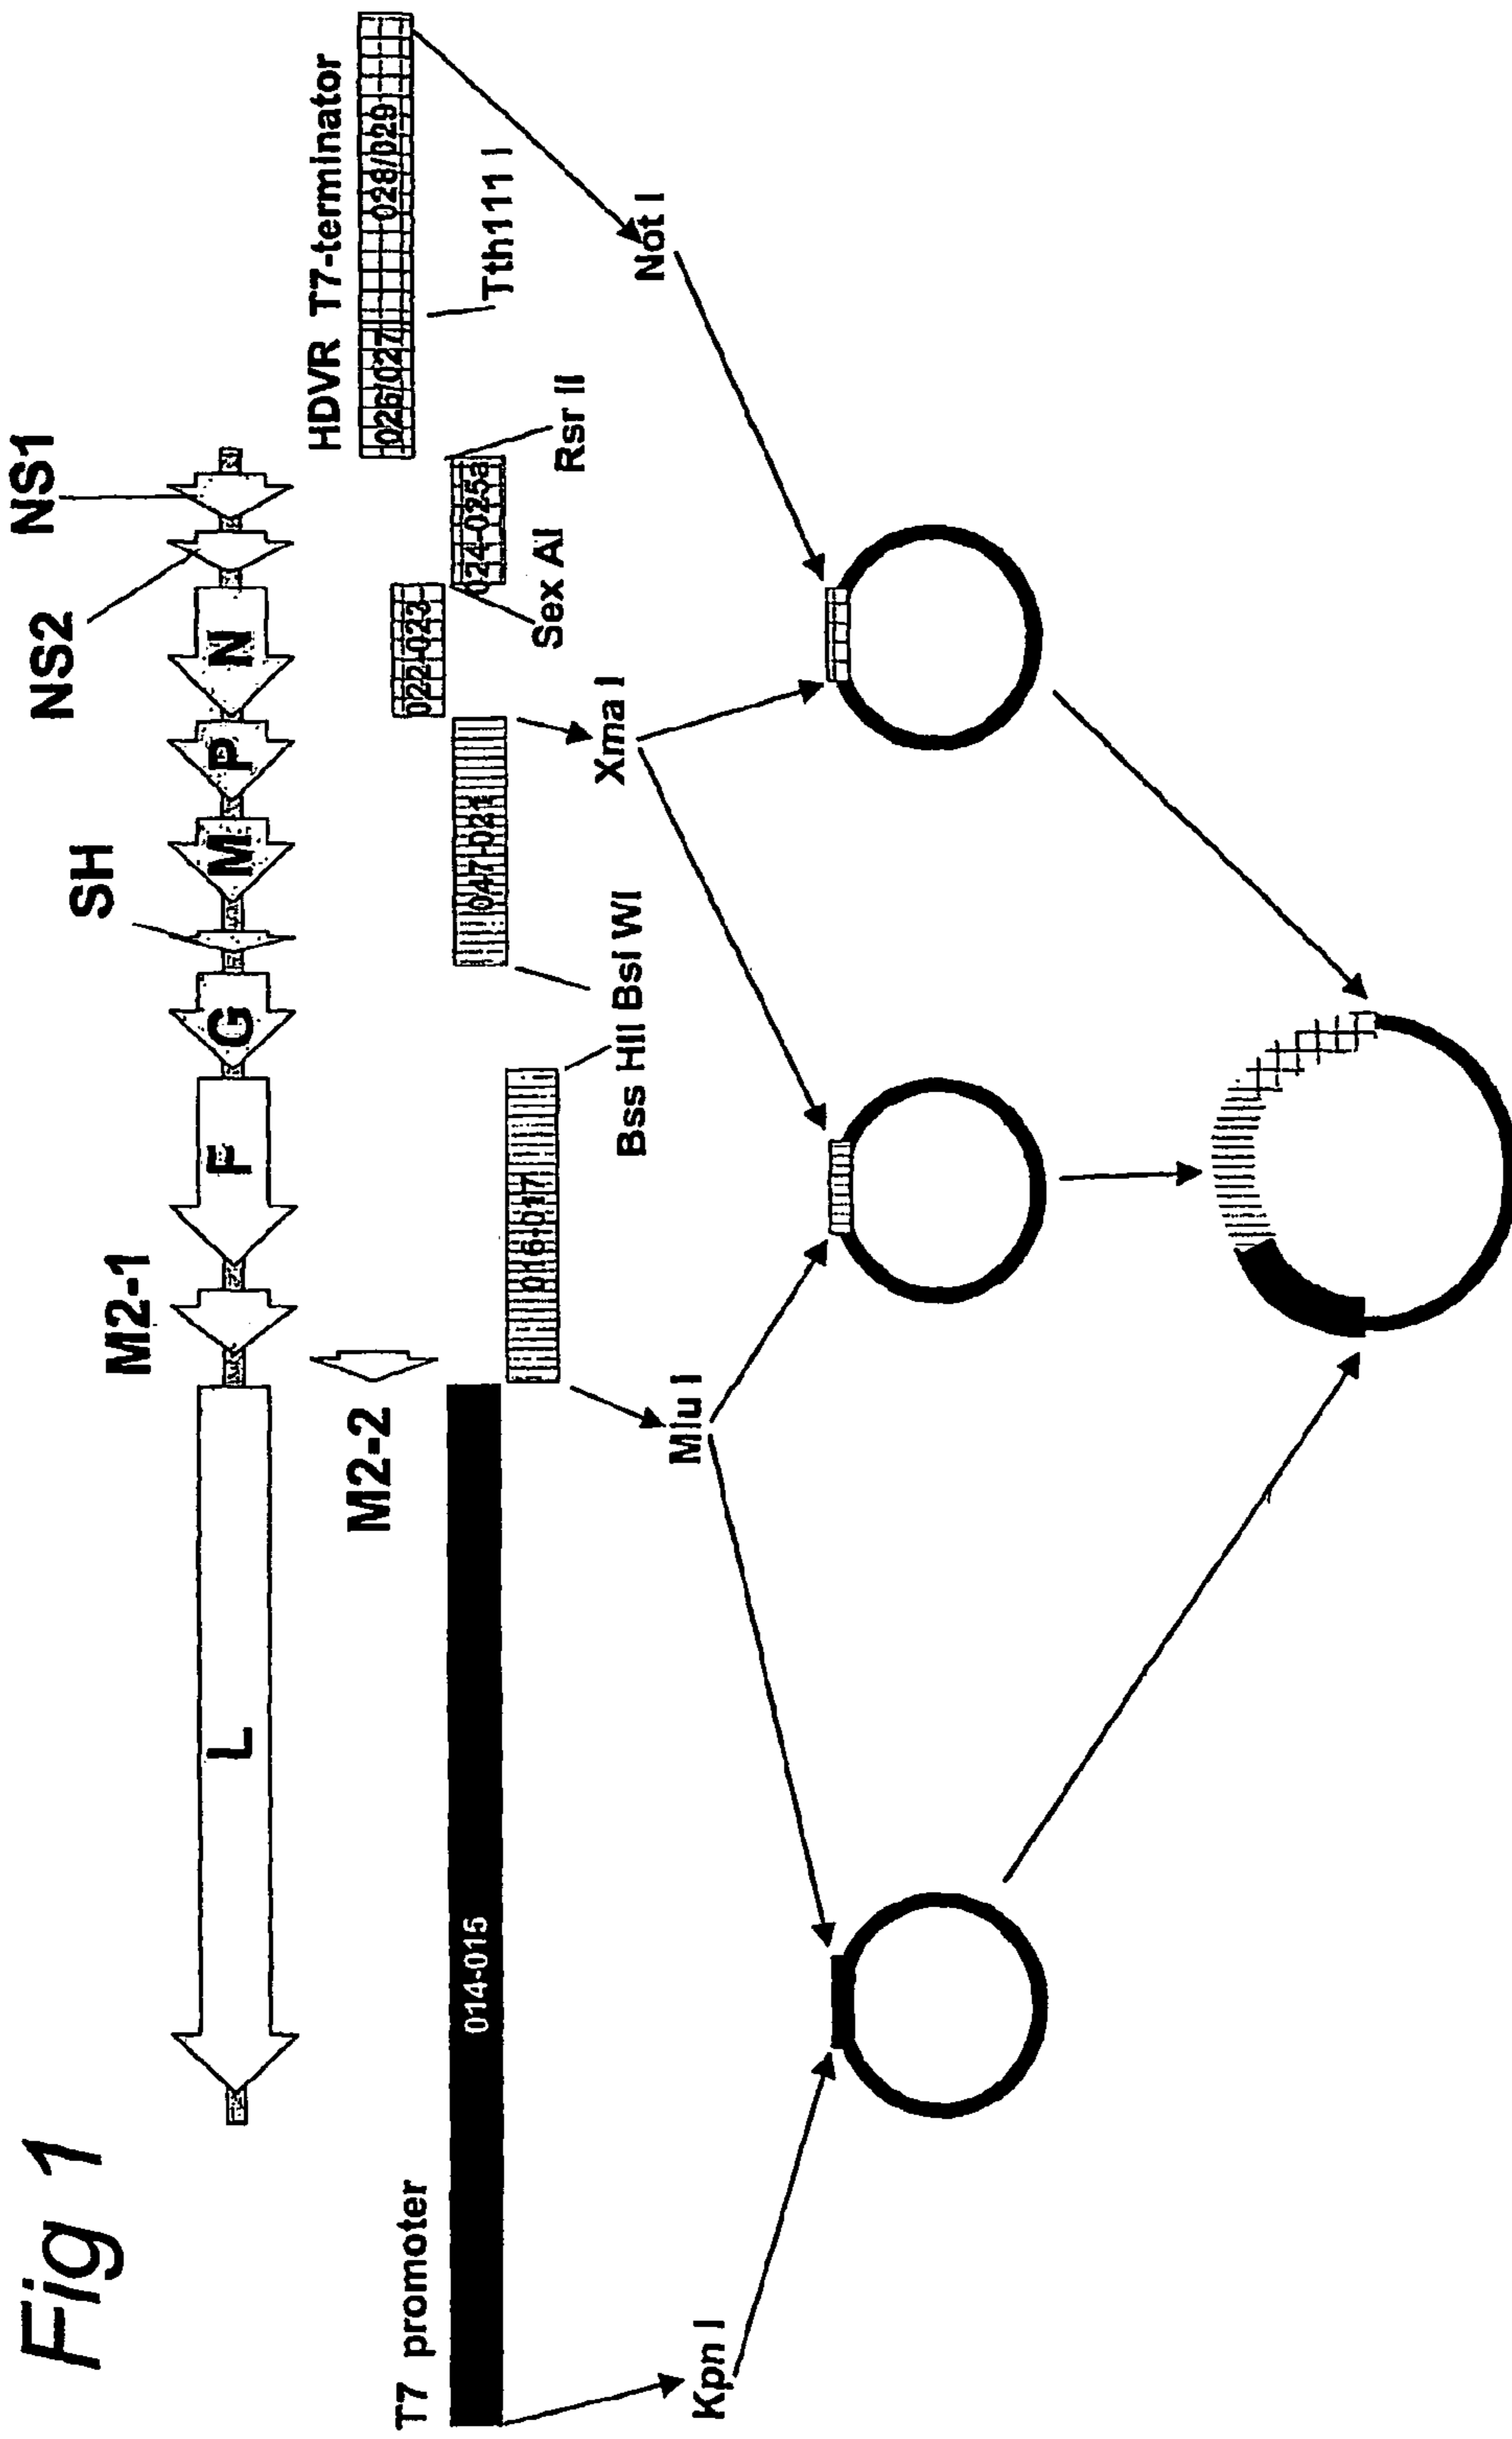 Fig 1
NS1
NS2
SH
M2-1
L
F
G
M
P
N
M2-2
HDVR T7-terminator
T7 promoter
014-015
016-017
047-021
022-023
024-025a
026/027
028/029
Tth111 I
Rsr II
Sex AI
Bss HII Bsi WI
Kpn I
Mlu I
Xma I
Not I